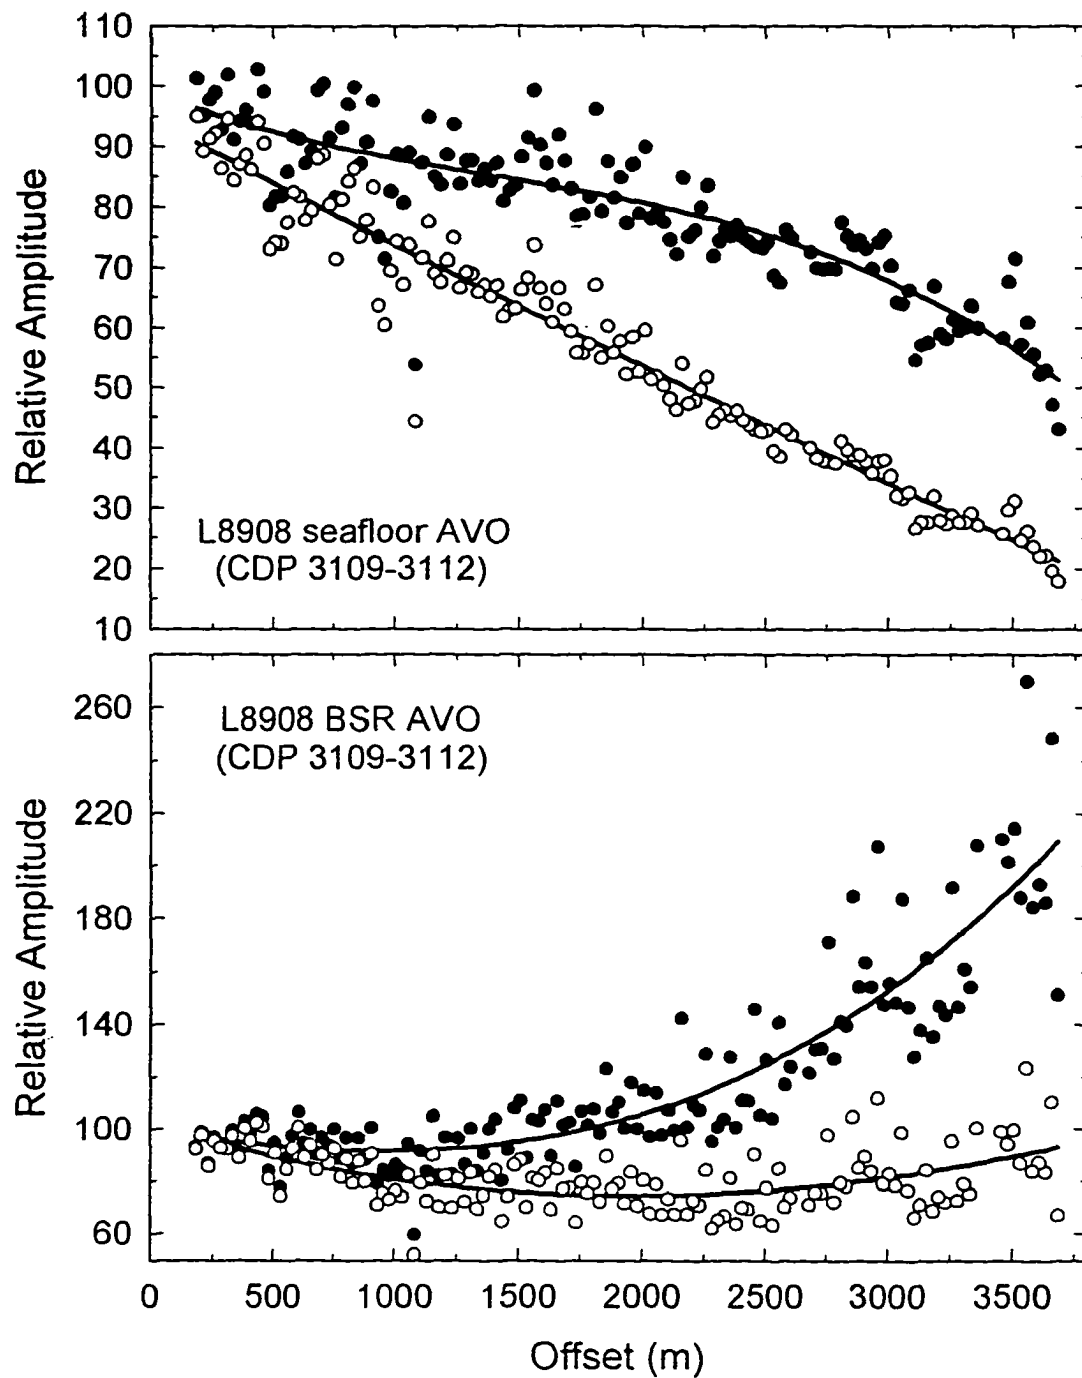 110
100
90
80
70
60
50
40
30
20
10
Relative Amplitude
L8908 seafloor AVO
(CDP 3109-3112)
260
220
180
140
100
60
Relative Amplitude
L8908 BSR AVO
(CDP 3109-3112)
0 500 1000 1500 2000 2500 3000 3500
Offset (m)